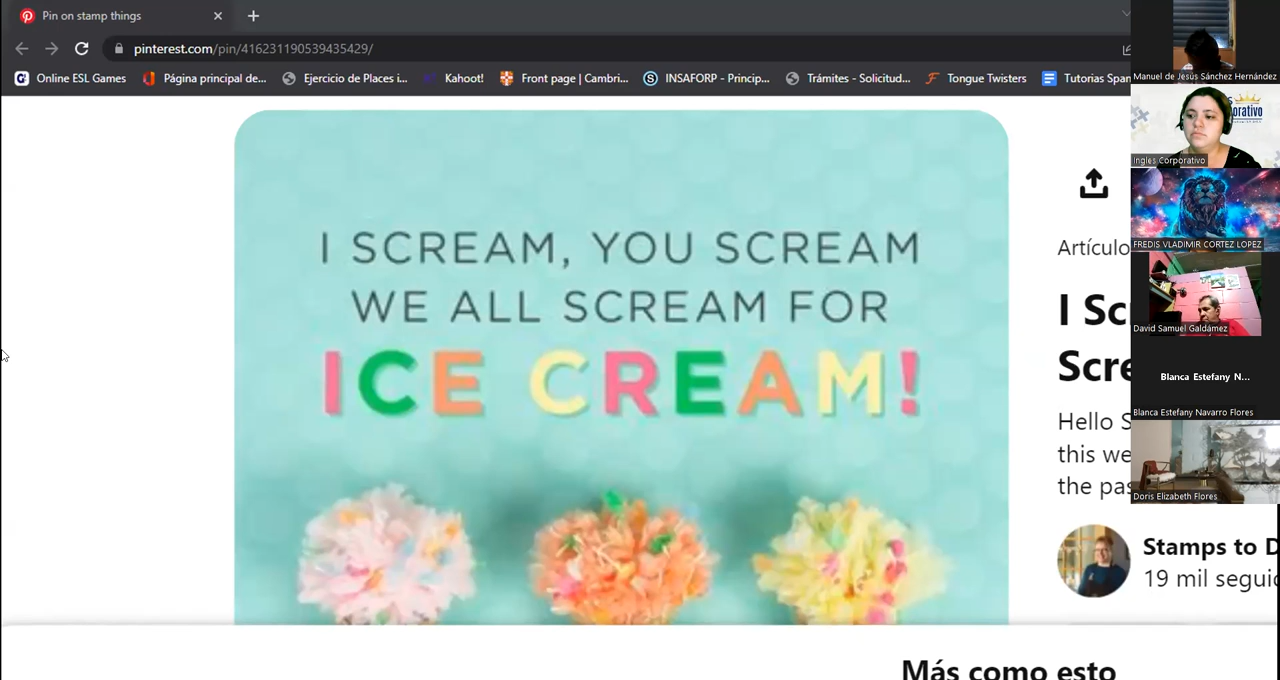 Pin on stamp things
pinterest.com/pin/416231190539435429/
Online ESL Games
Página principal de...
Ejercicio de Places i...
Kahoot!
Front page | Cambri...
INSAFORP - Princip...
Trámites - Solicitud...
Tongue Twisters
Tutorias Span
I SCREAM, YOU SCREAM
WE ALL SCREAM FOR
ICE CREAM!
Artículo
I Sc
Scre
Hello S
this we
the pas
Stamps to D
19 mil seguid
Más como esto
Manuel de Jesús Sánchez Hernández
orativo
Ingles Corporativo
FREDIS VLADIMIR CORTEZ LOPEZ
David Samuel Galdámez
Blanca Estefany N...
Blanca Estefany Navarro Flores
Doris Elizabeth Flores